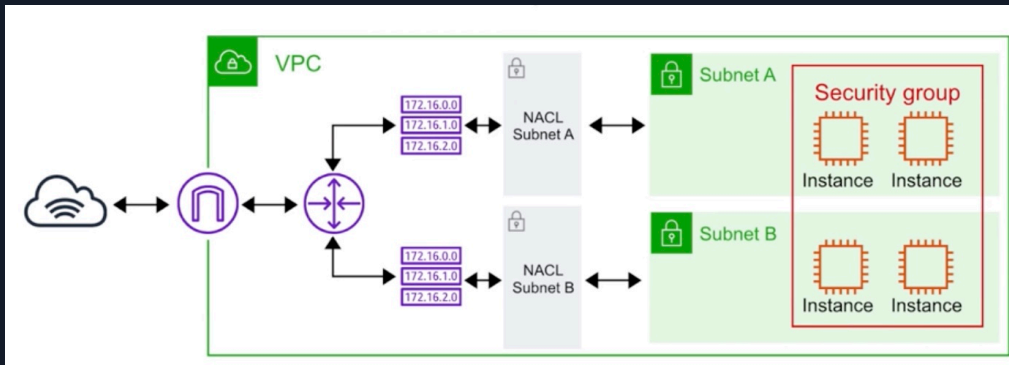 VPC
172.16.0.0
172.16.1.0
172.16.2.0
NACL
Subnet A
Subnet A
Security group
Instance Instance
172.16.0.0
172.16.1.0
172.16.2.0
NACL
Subnet B
Subnet B
Instance Instance